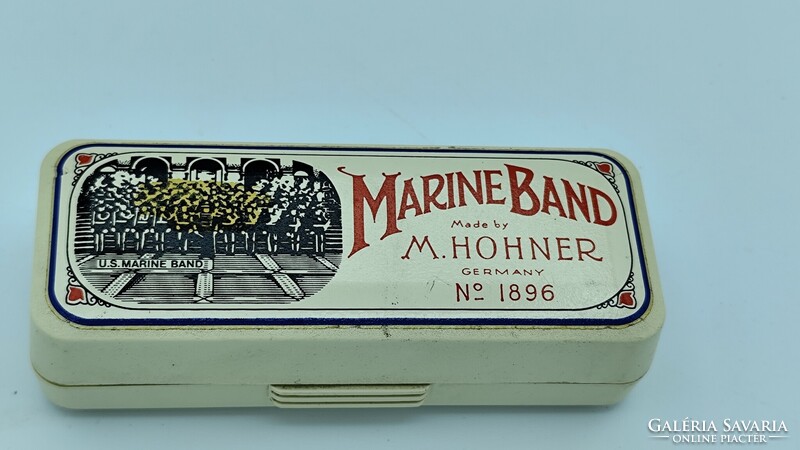 MARINE BAND
Made by
M. HOHNER
GERMANY
Nº 1896
U.S. MARINE BAND
GALÉRIA SAVARIA
ONLINE PIACTÉR